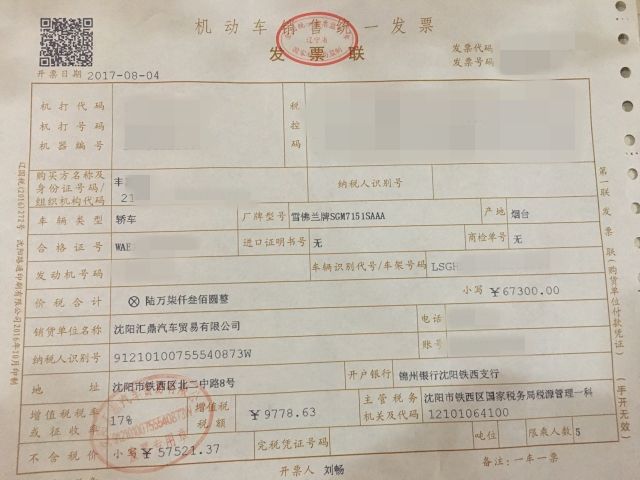 机动车销售统一发票
发票联
开票日期 2017-08-04
发票代码
发票号码
机打代码
机打号码
机器编号
税控码
购买方名称及
身份证号码/
组织机构代码
21
纳税人识别号
车辆类型 轿车 厂牌型号 雪佛兰牌SGM7151SAAA 产地 烟台
合格证号 WAE 进口证明书号 无 商检单号 无
发动机号码 车辆识别代号/车架号码 LSGH
价税合计 ⊗陆万柒仟叁佰圆整 小写 ¥67300.00
销货单位名称 沈阳汇鼎汽车贸易有限公司 电话
纳税人识别号 91210100755540873W 账号
地址 沈阳市铁西区北二中路8号 开户银行 锦州银行沈阳铁西支行
增值税税率
或征收率
17%
增值税
税额
¥9778.63
主管税务
机关及代码
沈阳市铁西区国家税务局税源管理一科
12101064100
不含税价 小写 ¥57521.37 完税凭证号码 吨位 限乘人数 5
开票人 刘畅 备注:一车一票
第一联 发票联(购货单位付款凭证)
(手开无效)